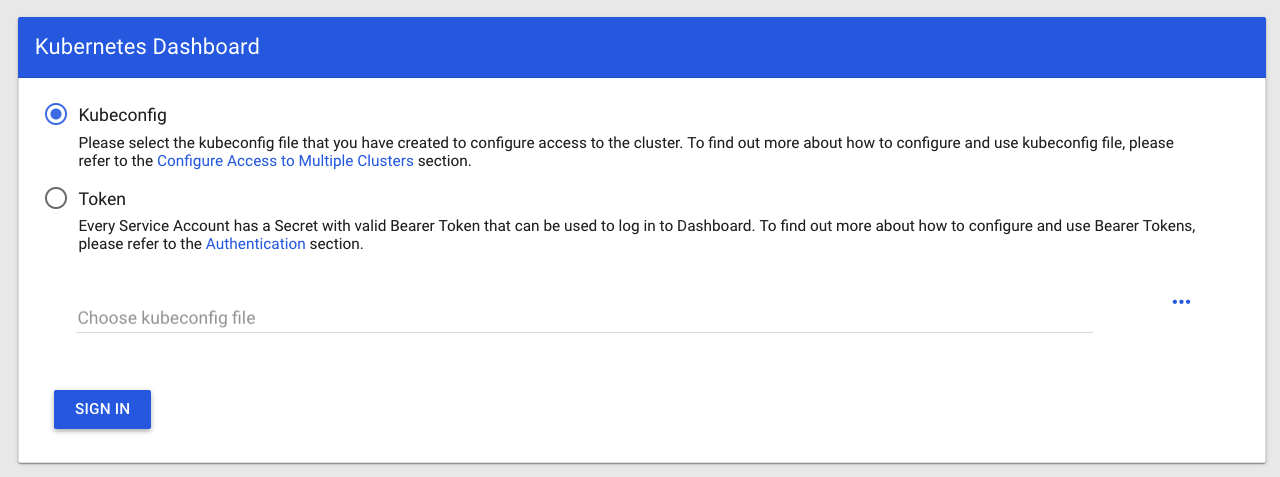 Kubernetes Dashboard
Kubeconfig
Please select the kubeconfig file that you have created to configure access to the cluster. To find out more about how to configure and use kubeconfig file, please
refer to the Configure Access to Multiple Clusters section.
Token
Every Service Account has a Secret with valid Bearer Token that can be used to log in to Dashboard. To find out more about how to configure and use Bearer Tokens,
please refer to the Authentication section.
Choose kubeconfig file
SIGN IN